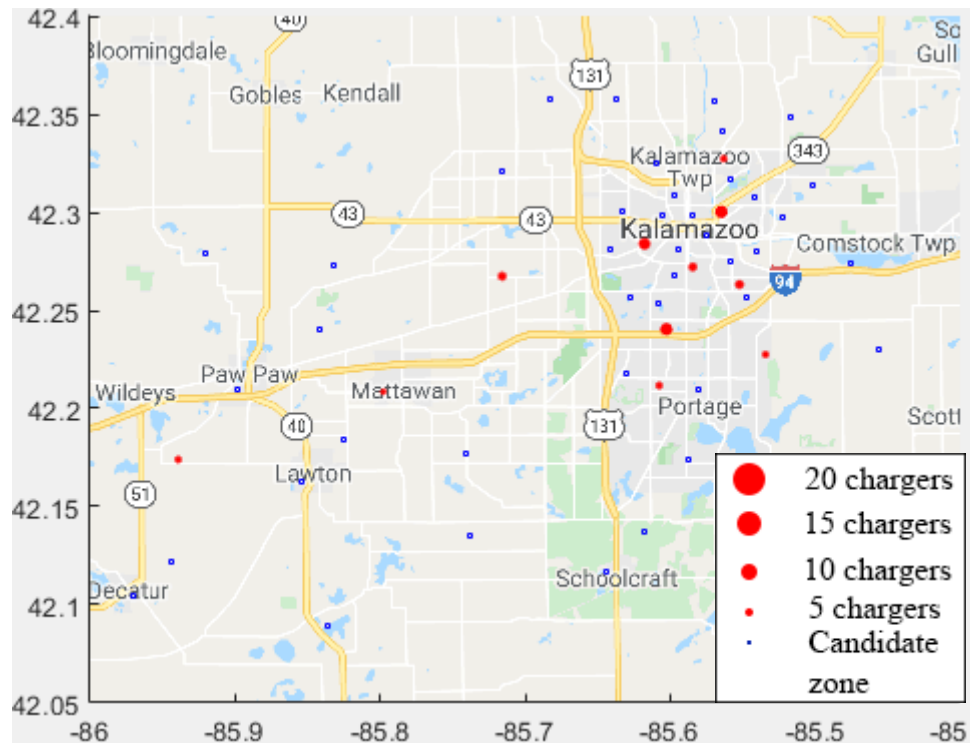 42.4
42.35
42.3
42.25
42.2
42.15
42.1
42.05
-86
-85.9
-85.8
-85.7
-85.6
-85.5
-85
40
Bloomingdale
Gobles
Kendall
131
Sc
Gull
Kalamazoo
Twp
343
43
43
Kalamazoo
Comstock Twp
94
Paw Paw
Wildeys
Mattawan
Portage
Scott
40
131
Lawton
51
Decatur
Schoolcraft
20 chargers
15 chargers
10 chargers
5 chargers
Candidate
zone